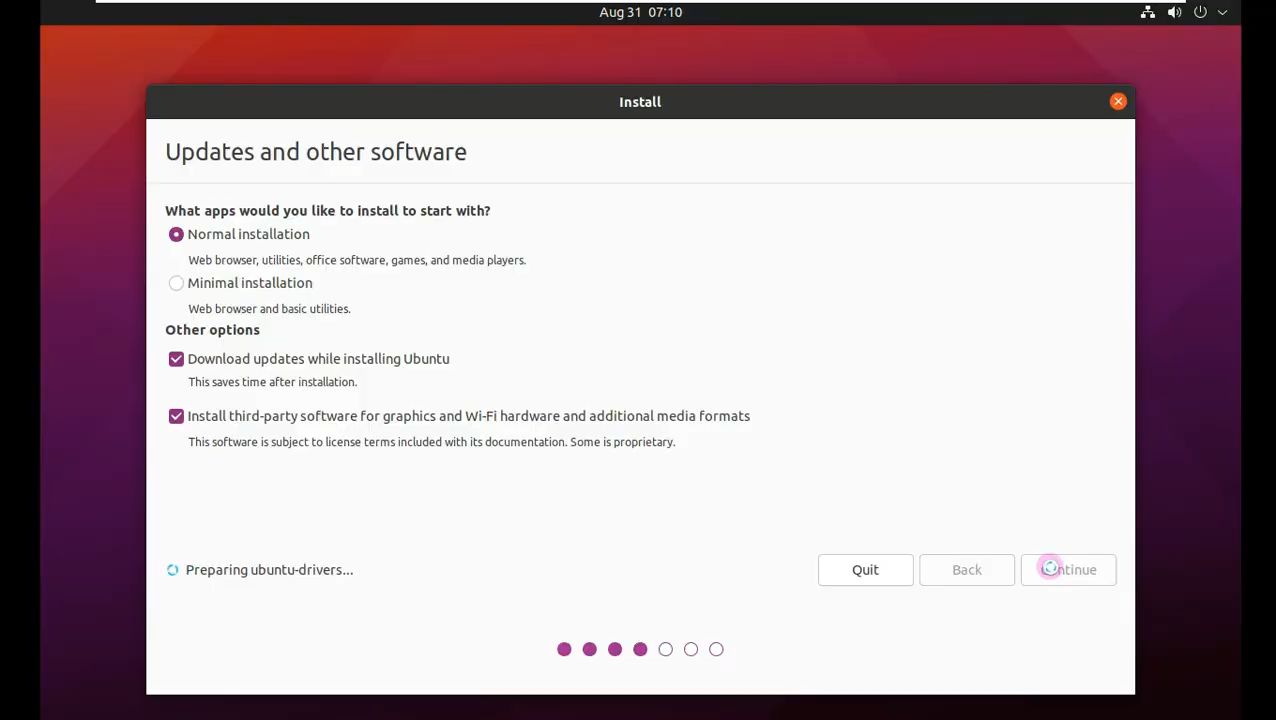 Aug 31 07:10
Install
Updates and other software
What apps would you like to install to start with?
Normal installation
Web browser, utilities, office software, games, and media players.
Minimal installation
Web browser and basic utilities.
Other options
Download updates while installing Ubuntu
This saves time after installation.
Install third-party software for graphics and Wi-Fi hardware and additional media formats
This software is subject to license terms included with its documentation. Some is proprietary.
Preparing ubuntu-drivers...
Quit
Back
Continue